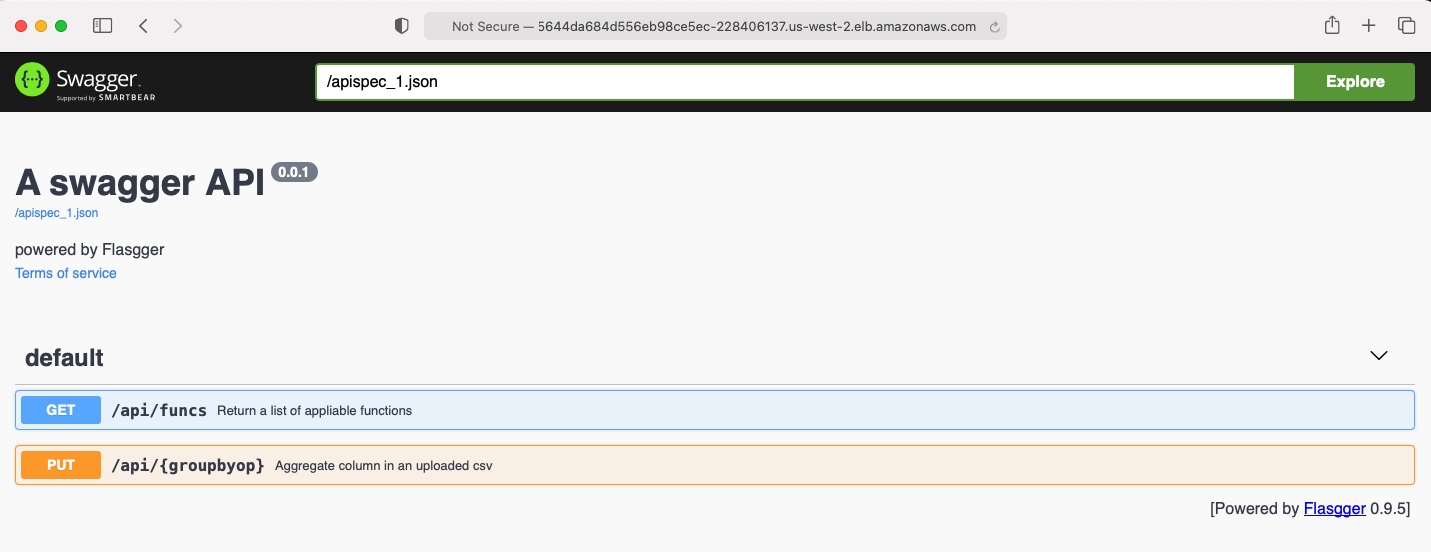 Not Secure — 5644da684d556eb98ce5ec-228406137.us-west-2.elb.amazonaws.com
{···} Swagger
Supported by SMARTBEAR
/apispec_1.json
Explore
A swagger API 0.0.1
/apispec_1.json
powered by Flasgger
Terms of service
default
GET /api/funcs Return a list of appliable functions
PUT /api/{groupbyop} Aggregate column in an uploaded csv
[Powered by Flasgger 0.9.5]